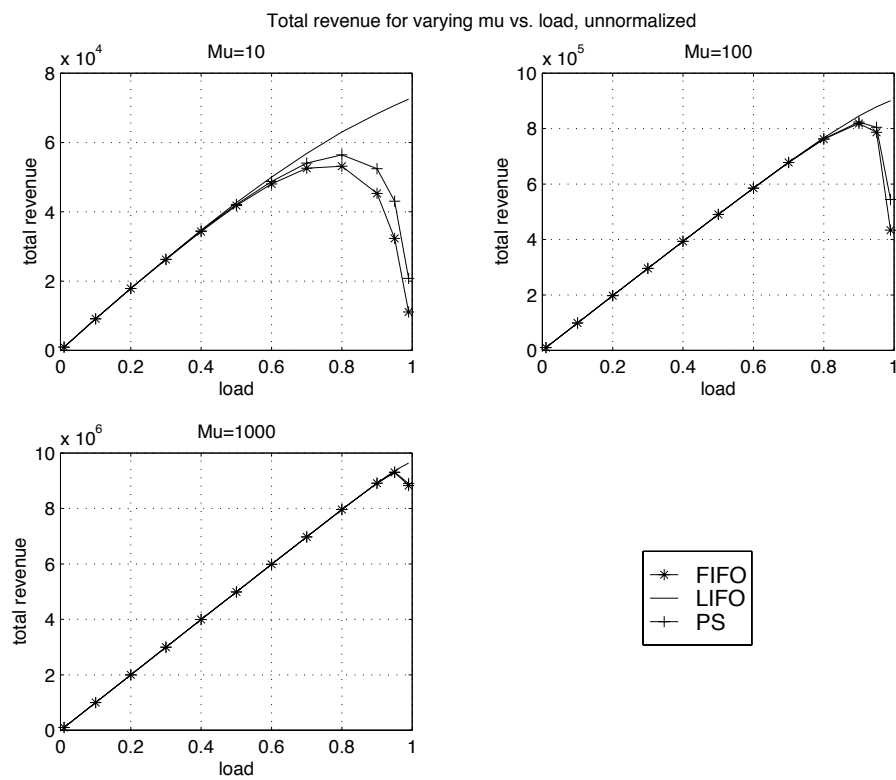 Total revenue for varying mu vs. load, unnormalized
Mu=10
x 10^4
8
6
4
2
0
0 0.2 0.4 0.6 0.8 1
load
total revenue
Mu=100
x 10^5
10
8
6
4
2
0
0 0.2 0.4 0.6 0.8 1
load
total revenue
Mu=1000
x 10^6
10
8
6
4
2
0
0 0.2 0.4 0.6 0.8 1
load
total revenue
FIFO
LIFO
PS